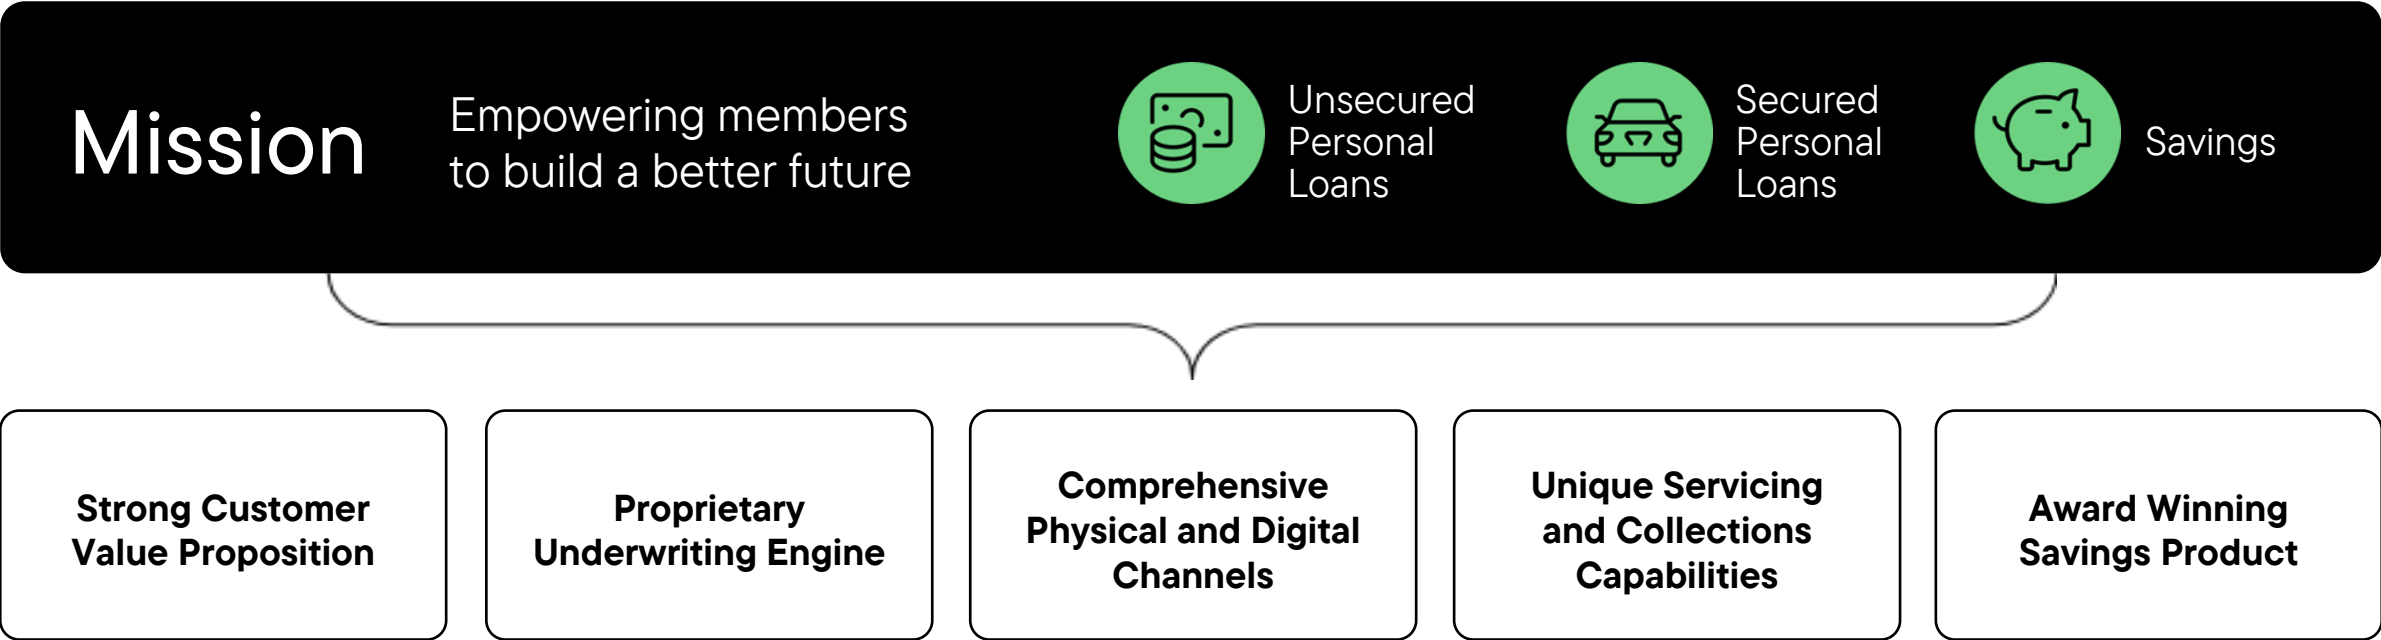 Mission
Empowering members
to build a better future
Unsecured
Personal
Loans
Secured
Personal
Loans
Savings
Strong Customer
Value Proposition
Proprietary
Underwriting Engine
Comprehensive
Physical and Digital
Channels
Unique Servicing
and Collections
Capabilities
Award Winning
Savings Product